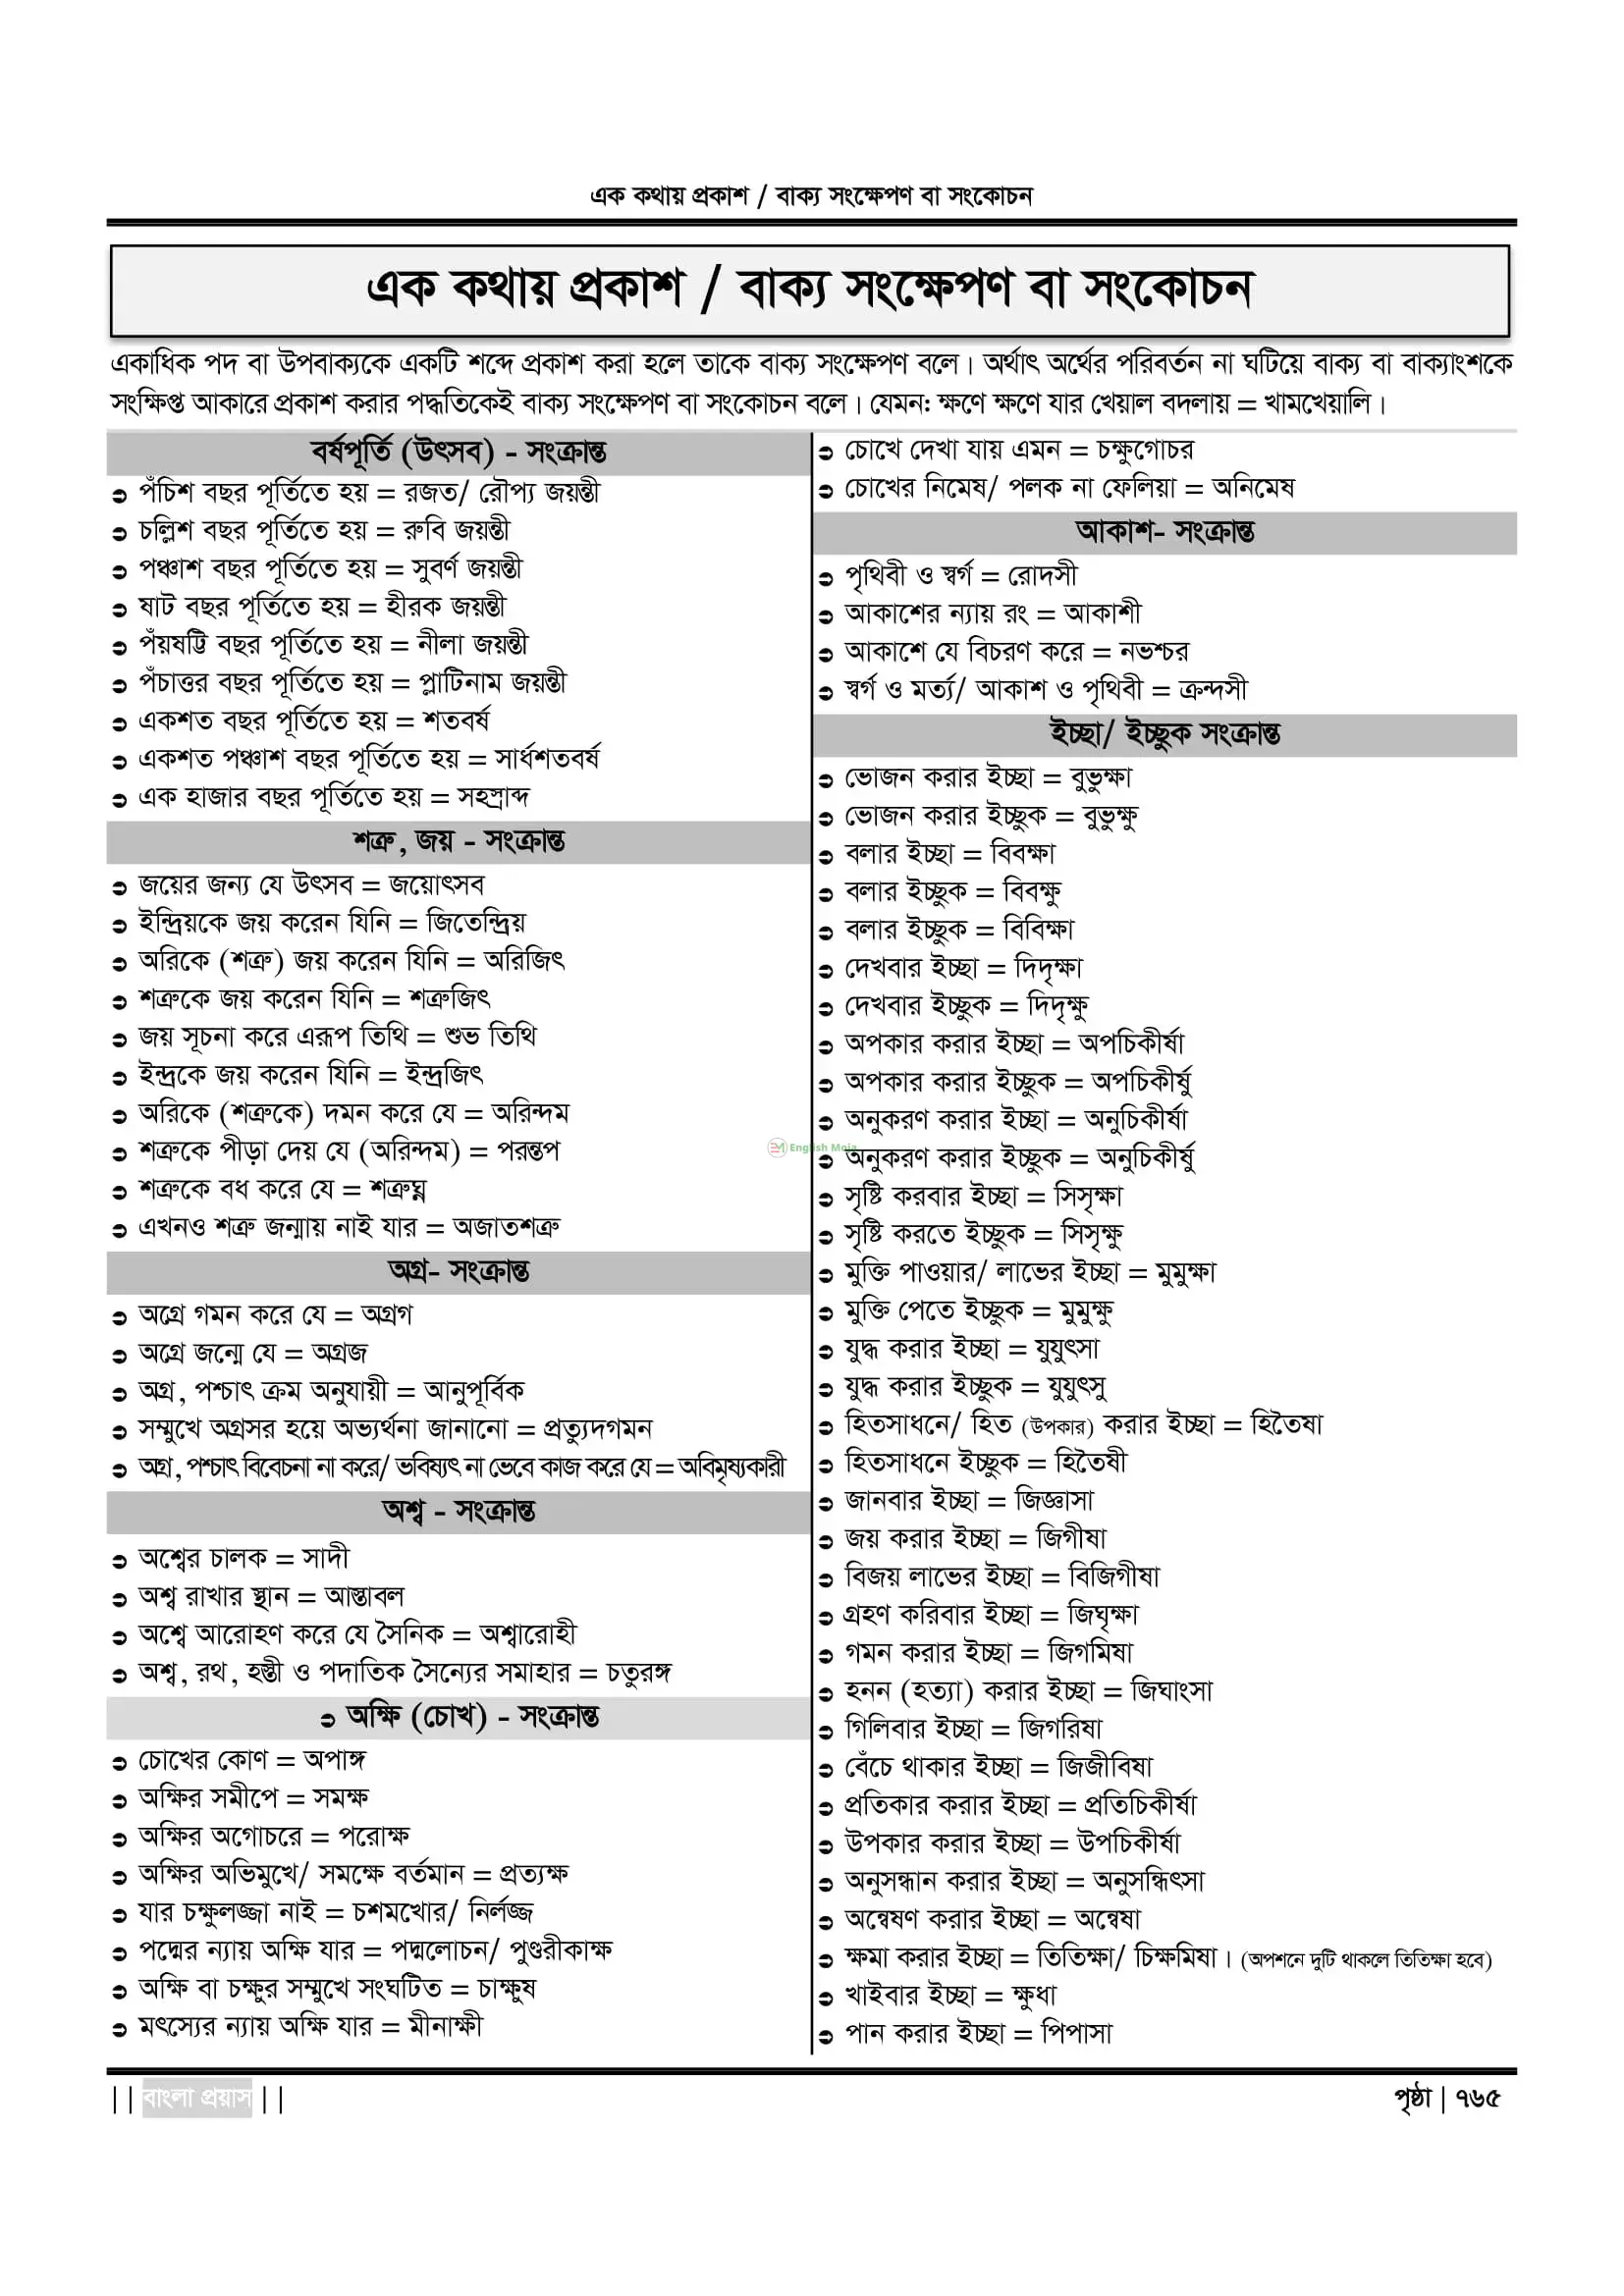 এক কথায় প্রকাশ / বাক্য সংক্ষেপণ বা সংকোচন
এক কথায় প্রকাশ / বাক্য সংক্ষেপণ বা সংকোচন
একাধিক পদ বা উপবাক্যকে একটি শব্দে প্রকাশ করা হলে তাকে বাক্য সংক্ষেপণ বলে। অর্থাৎ অর্থের পরিবর্তন না ঘটিয়ে বাক্য বা বাক্যাংশকে
সংক্ষিপ্ত আকারে প্রকাশ করার পদ্ধতিকেই বাক্য সংক্ষেপণ বা সংকোচন বলে। যেমন: ক্ষণে ক্ষণে যার খেয়াল বদলায় = খামখেয়ালি।
বর্ষপূর্তি (উৎসব) - সংক্রান্ত
➲ পঁচিশ বছর পূর্তিতে হয় = রজত/ রৌপ্য জয়ন্তী
➲ চল্লিশ বছর পূর্তিতে হয় = রুবি জয়ন্তী
➲ পঞ্চাশ বছর পূর্তিতে হয় = সুবর্ণ জয়ন্তী
➲ ষাট বছর পূর্তিতে হয় = হীরক জয়ন্তী
➲ পঁয়ষট্টি বছর পূর্তিতে হয় = নীলা জয়ন্তী
➲ পঁচাত্তর বছর পূর্তিতে হয় = প্লাটিনাম জয়ন্তী
➲ একশত বছর পূর্তিতে হয় = শতবর্ষ
➲ একশত পঞ্চাশ বছর পূর্তিতে হয় = সার্ধশতবর্ষ
➲ এক হাজার বছর পূর্তিতে হয় = সহস্রাব্দ
শত্রু, জয় - সংক্রান্ত
➲ জয়ের জন্য যে উৎসব = জয়োৎসব
➲ ইন্দ্রিয়কে জয় করেন যিনি = জিতেন্দ্রিয়
➲ অরিকে (শত্রু) জয় করেন যিনি = অরিজিৎ
➲ শত্রুকে জয় করেন যিনি = শত্রুজিৎ
➲ জয় সূচনা করে এরূপ তিথি = শুভ তিথি
➲ ইন্দ্রকে জয় করেন যিনি = ইন্দ্রজিৎ
➲ অরিকে (শত্রুকে) দমন করে যে = অরিন্দম
➲ শত্রুকে পীড়া দেয় যে (অরিন্দম) = পরন্তপ
➲ শত্রুকে বধ করে যে = শত্রুঘ্ন
➲ এখনও শত্রু জন্মায় নাই যার = অজাতশত্রু
অগ্র- সংক্রান্ত
➲ অগ্রে গমন করে যে = অগ্রগ
➲ অগ্রে জন্মে যে = অগ্রজ
➲ অগ্র, পশ্চাৎ ক্রম অনুযায়ী = আনুপূর্বিক
➲ সম্মুখে অগ্রসর হয়ে অভ্যর্থনা জানানো = প্রত্যুদগমন
➲ অগ্র, পশ্চাৎ বিবেচনা না করে/ ভবিষ্যৎ না ভেবে কাজ করে যে = অবিমৃষ্যকারী
অশ্ব - সংক্রান্ত
➲ অশ্বের চালক = সাদী
➲ অশ্ব রাখার স্থান = আস্তাবল
➲ অশ্বে আরোহণ করে যে সৈনিক = অশ্বারোহী
➲ অশ্ব, রথ, হস্তী ও পদাতিক সৈন্যের সমাহার = চতুরঙ্গ
➲ অক্ষি (চোখ) - সংক্রান্ত
➲ চোখের কোণ = অপাঙ্গ
➲ অক্ষির সমীপে = সমক্ষ
➲ অক্ষির অগোচরে = পরোক্ষ
➲ অক্ষির অভিমুখে/ সমক্ষে বর্তমান = প্রত্যক্ষ
➲ যার চক্ষুলজ্জা নাই = চশমখোর/ নির্লজ্জ
➲ পদ্মের ন্যায় অক্ষি যার = পদ্মলোচন/ পুণ্ডরীকাক্ষ
➲ অক্ষি বা চক্ষুর সম্মুখে সংঘটিত = চাক্ষুষ
➲ মৎস্যের ন্যায় অক্ষি যার = মীনাক্ষী
➲ চোখে দেখা যায় এমন = চক্ষুগোচর
➲ চোখের নিমেষ/ পলক না ফেলিয়া = অনিমেষ
আকাশ- সংক্রান্ত
➲ পৃথিবী ও স্বর্গ = রোদসী
➲ আকাশের ন্যায় রং = আকাশী
➲ আকাশে যে বিচরণ করে = নভশ্চর
➲ স্বর্গ ও মর্ত্য/ আকাশ ও পৃথিবী = ক্রন্দসী
ইচ্ছা/ ইচ্ছুক সংক্রান্ত
➲ ভোজন করার ইচ্ছা = বুভুক্ষা
➲ ভোজন করার ইচ্ছুক = বুভুক্ষু
➲ বলার ইচ্ছা = বিবক্ষা
➲ বলার ইচ্ছুক = বিবক্ষু
➲ বলার ইচ্ছুক = বিবিক্ষা
➲ দেখবার ইচ্ছা = দিদৃক্ষা
➲ দেখবার ইচ্ছুক = দিদৃক্ষু
➲ অপকার করার ইচ্ছা = অপচিকীর্ষা
➲ অপকার করার ইচ্ছুক = অপচিকীর্ষু
➲ অনুকরণ করার ইচ্ছা = অনুচিকীর্ষা
English Moja
➲ অনুকরণ করার ইচ্ছুক = অনুচিকীর্ষু
➲ সৃষ্টি করবার ইচ্ছা = সিসৃক্ষা
➲ সৃষ্টি করতে ইচ্ছুক = সিসৃক্ষু
➲ মুক্তি পাওয়ার/ লাভের ইচ্ছা = মুমুক্ষা
➲ মুক্তি পেতে ইচ্ছুক = মুমুক্ষু
➲ যুদ্ধ করার ইচ্ছা = যুযুৎসা
➲ যুদ্ধ করার ইচ্ছুক = যুযুৎসু
➲ হিতসাধনে/ হিত (উপকার) করার ইচ্ছা = হিতৈষা
➲ হিতসাধনে ইচ্ছুক = হিতৈষী
➲ জানবার ইচ্ছা = জিজ্ঞাসা
➲ জয় করার ইচ্ছা = জিগীষা
➲ বিজয় লাভের ইচ্ছা = বিজিগীষা
➲ গ্রহণ করিবার ইচ্ছা = জিঘৃক্ষা
➲ গমন করার ইচ্ছা = জিগমিষা
➲ হনন (হত্যা) করার ইচ্ছা = জিঘাংসা
➲ গিলিবার ইচ্ছা = জিগরিষা
➲ বেঁচে থাকার ইচ্ছা = জিজীবিষা
➲ প্রতিকার করার ইচ্ছা = প্রতিচিকীর্ষা
➲ উপকার করার ইচ্ছা = উপচিকীর্ষা
➲ অনুসন্ধান করার ইচ্ছা = অনুসন্ধিৎসা
➲ অন্বেষণ করার ইচ্ছা = অন্বেষা
➲ ক্ষমা করার ইচ্ছা = তিতিক্ষা/ চিক্ষমিষা। (অপশনে দুটি থাকলে তিতিক্ষা হবে)
➲ খাইবার ইচ্ছা = ক্ষুধা
➲ পান করার ইচ্ছা = পিপাসা
|| বাংলা প্রয়াস ||
পৃষ্ঠা | ৭৬৫